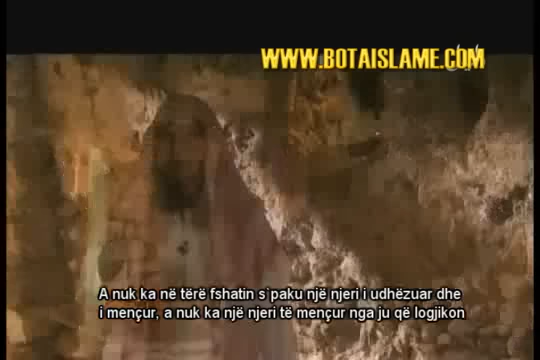 WWW.BOTAISLAME.COM
A nuk ka në tërë fshatin s`paku një njeri i udhëzuar dhe
i mençur, a nuk ka një njeri të mençur nga ju që logjikon